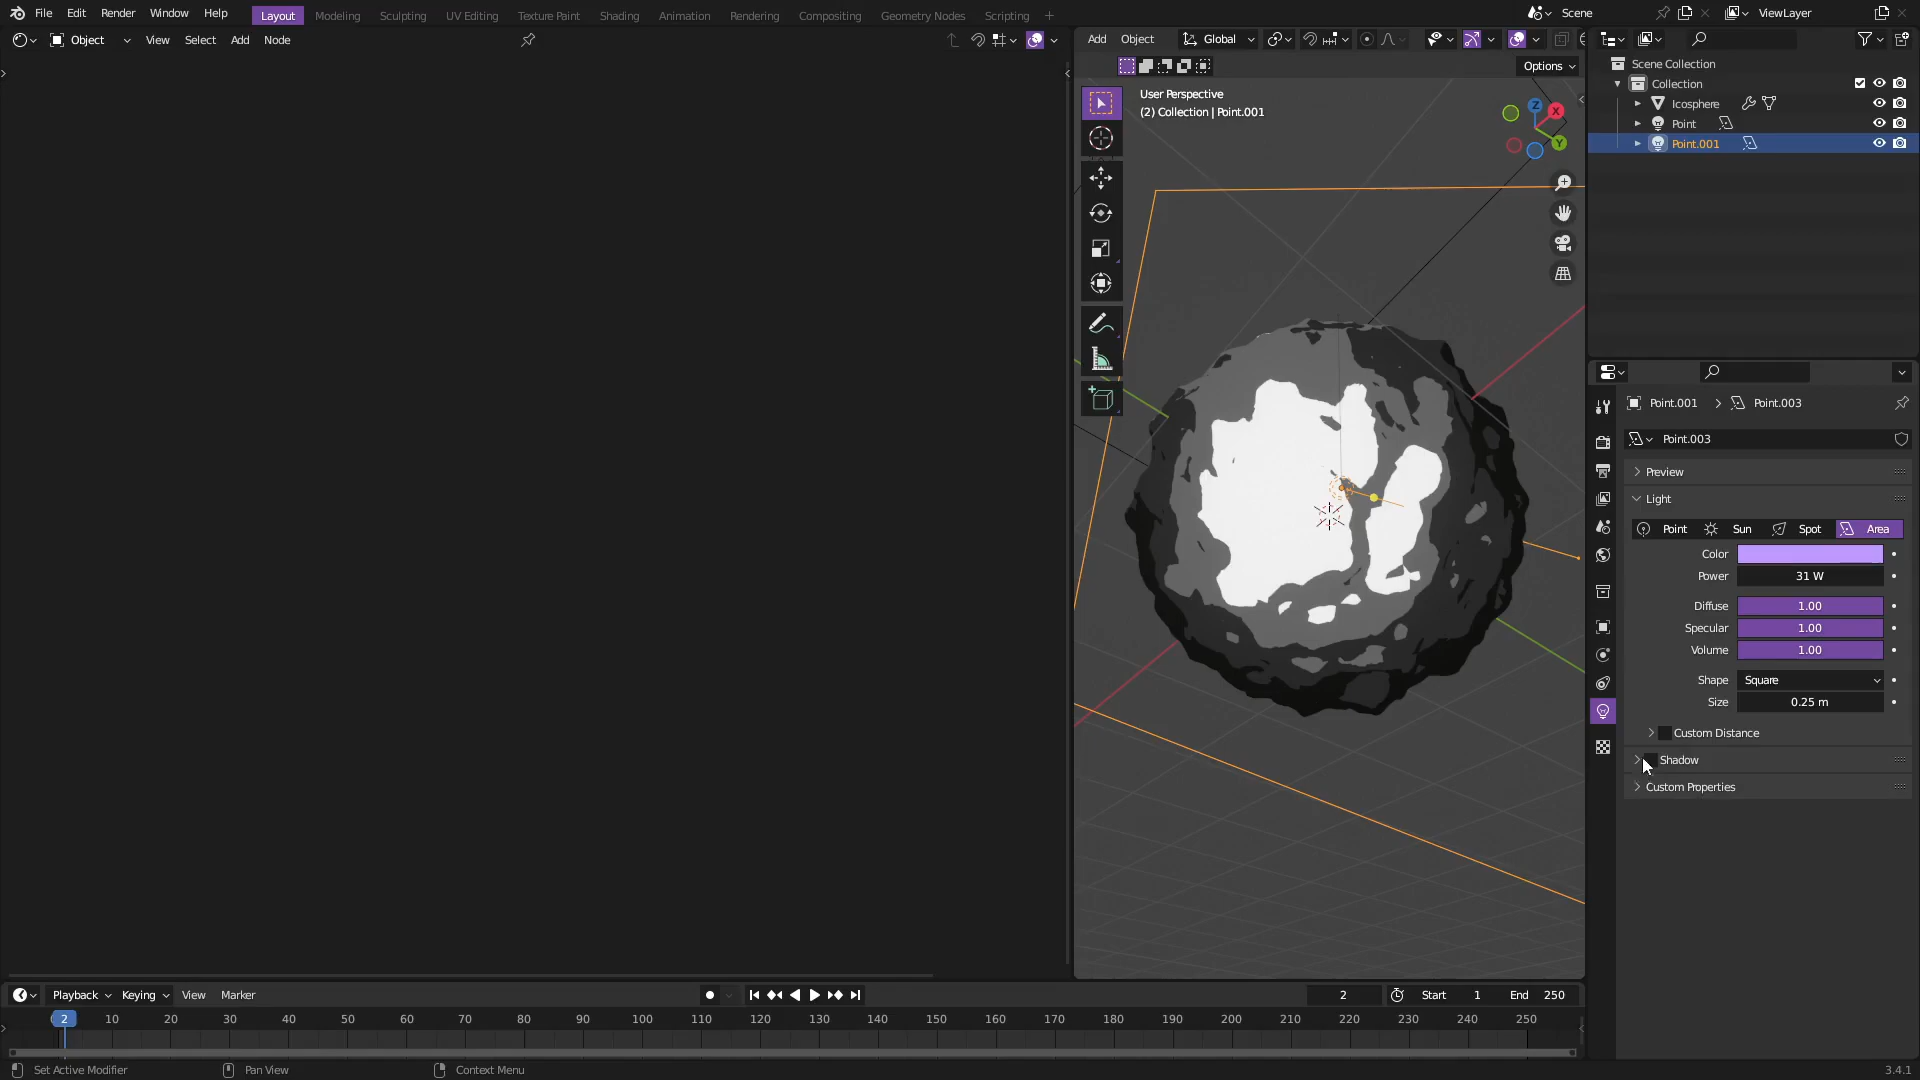 File Edit Render Window Help Layout Modeling Sculpting UV Editing Texture Paint Shading Animation Rendering Compositing Geometry Nodes Scripting + Scene ViewLayer
Object View Select Add Node
Add Object Global
Options
User Perspective
(2) Collection | Point.001
Z
X
Y
Scene Collection
Collection
Icosphere
Point
Point.001
Point.001 > Point.003
Point.003
Preview
Light
Point Sun Spot Area
Color
Power 31 W
Diffuse 1.00
Specular 1.00
Volume 1.00
Shape Square
Size 0.25 m
Custom Distance
Shadow
Custom Properties
Playback Keying View Marker 2 Start 1 End 250
2 10 20 30 40 50 60 70 80 90 100 110 120 130 140 150 160 170 180 190 200 210 220 230 240 250
Set Active Modifier Pan View Context Menu 3.4.1